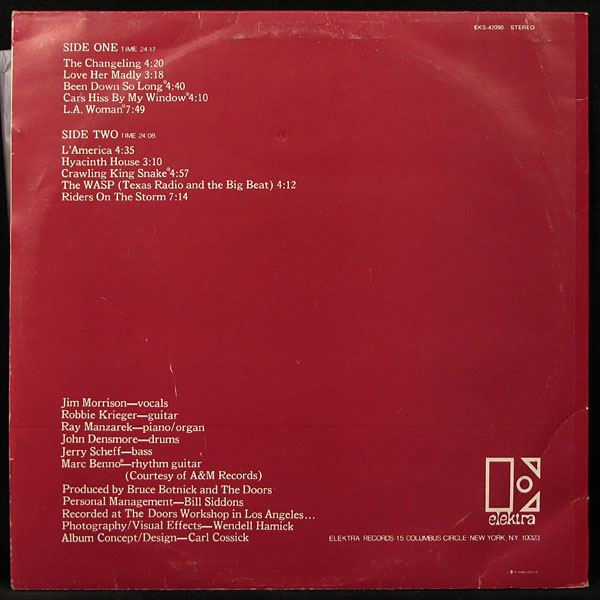 EKS-42090 STEREO
SIDE ONE TIME 24:17
The Changeling 4:20
Love Her Madly 3:18
Been Down So Long°4:40
Cars Hiss By My Window°4:10
L.A. Woman°7:49
SIDE TWO TIME 24:08
L'America 4:35
Hyacinth House 3:10
Crawling King Snake°4:57
The WASP (Texas Radio and the Big Beat) 4:12
Riders On The Storm 7:14
Jim Morrison—vocals
Robbie Krieger—guitar
Ray Manzarek—piano/organ
John Densmore—drums
Jerry Scheff—bass
Marc Benno°—rhythm guitar
(Courtesy of A&M Records)
Produced by Bruce Botnick and The Doors
Personal Management—Bill Siddons
Recorded at The Doors Workshop in Los Angeles...
Photography/Visual Effects—Wendell Hamick
Album Concept/Design—Carl Cossick
elektra
ELEKTRA RECORDS·15 COLUMBUS CIRCLE·NEW YORK, N.Y. 10023